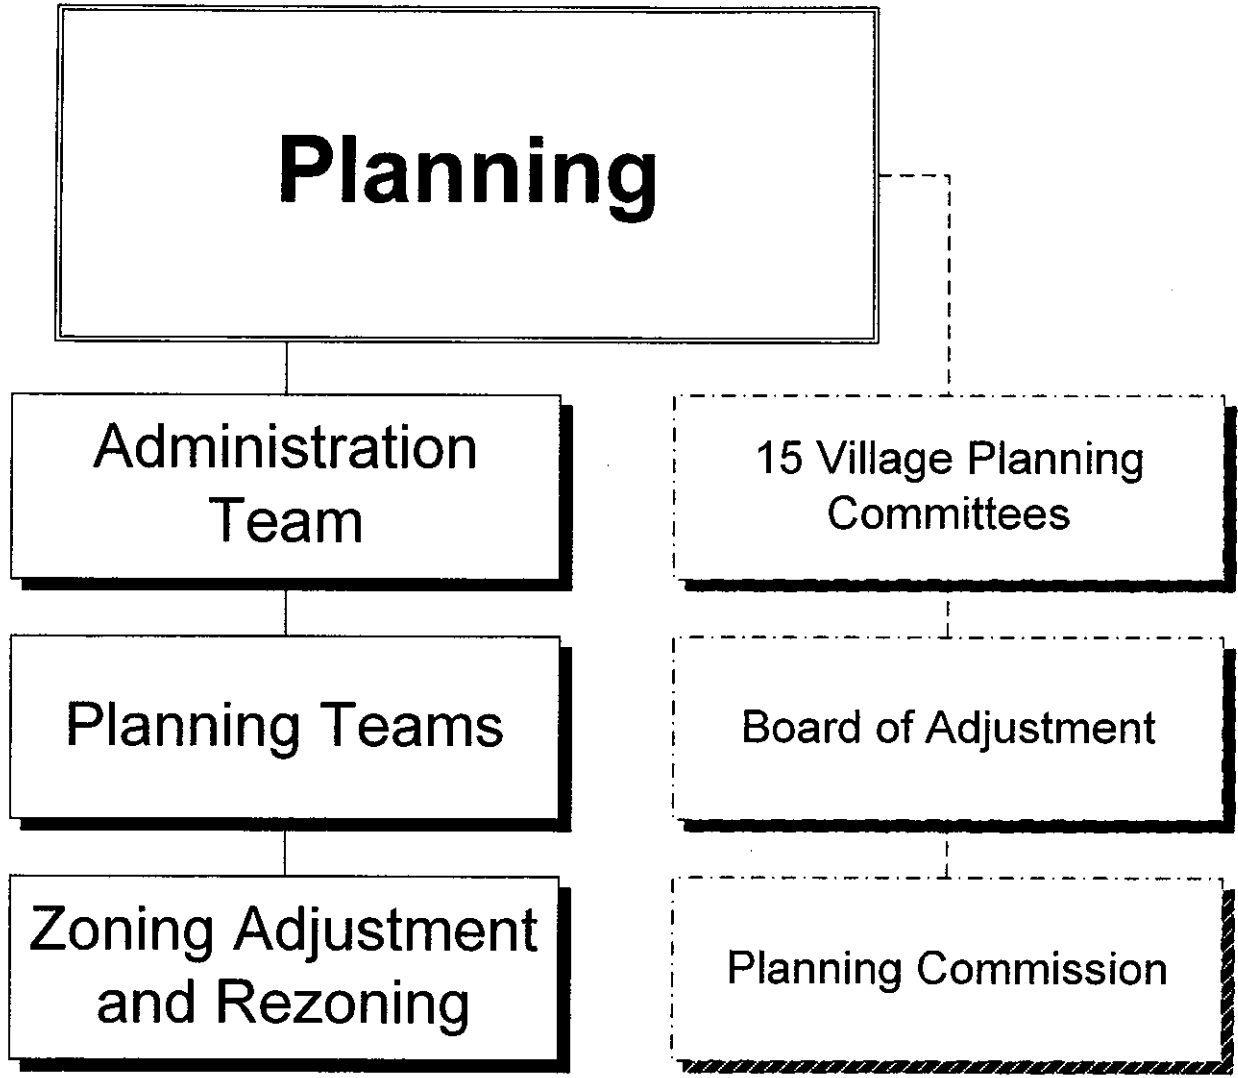 Planning
Administration
Team
15 Village Planning
Committees
Planning Teams
Board of Adjustment
Zoning Adjustment
and Rezoning
Planning Commission